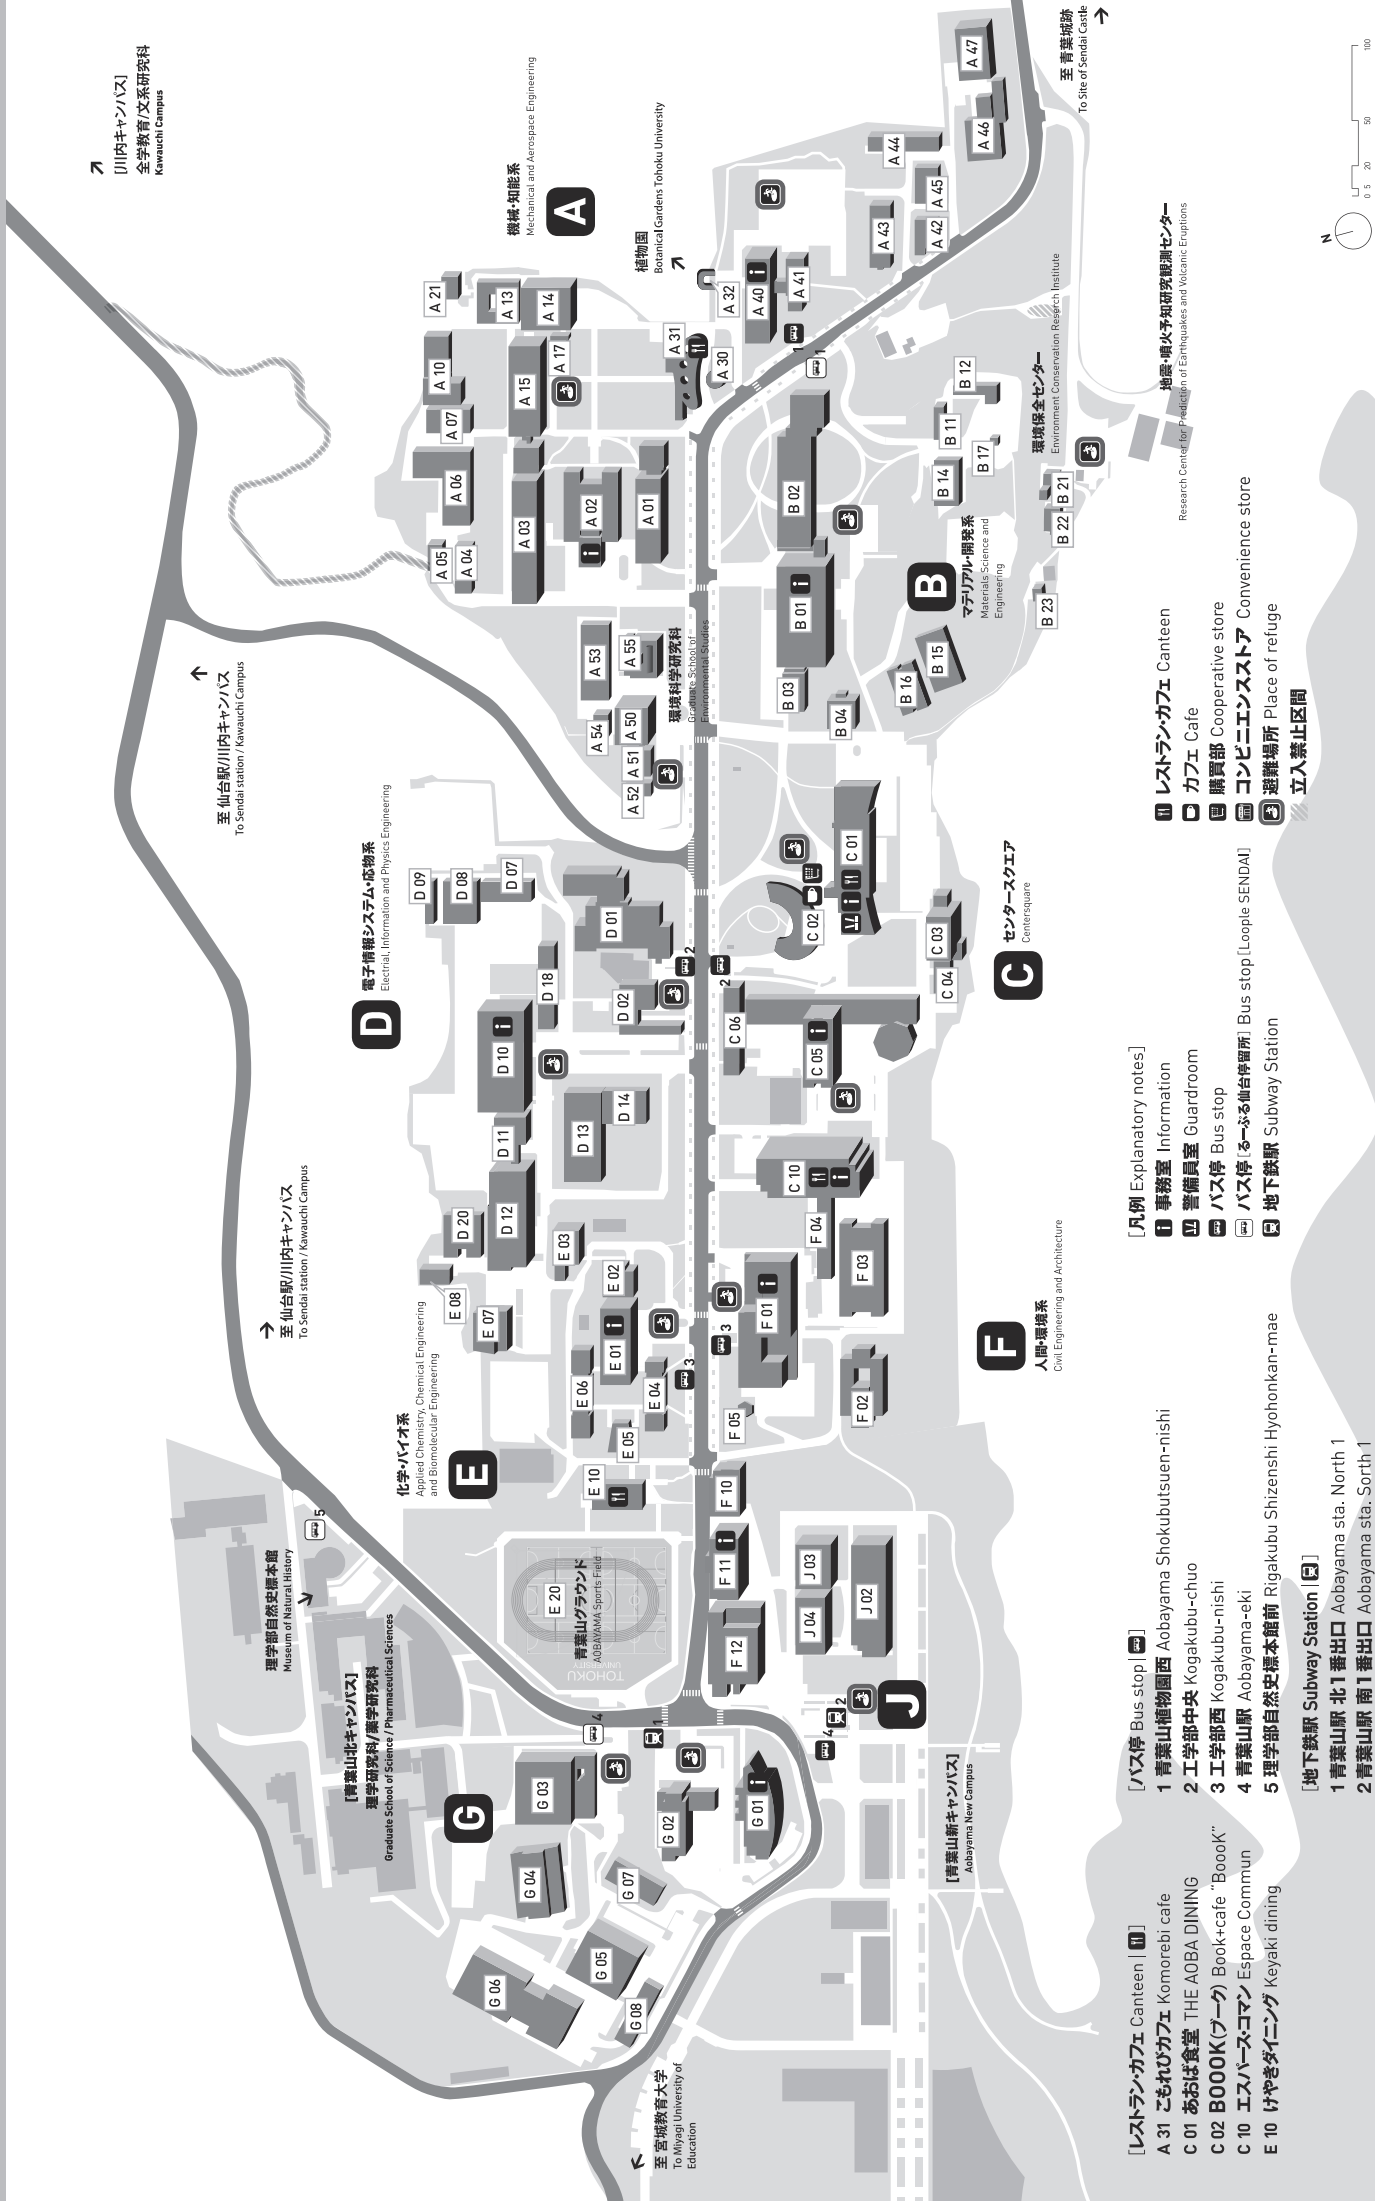 [川内キャンパス]
全学教育/文系研究科
Kawauchi Campus
至 仙台駅/川内キャンパス
To Sendai station / Kawauchi Campus
至 仙台駅/川内キャンパス
To Sendai station / Kawauchi Campus
機械・知能系
Mechanical and Aerospace Engineering
A
植物園
Botanical Gardens Tohoku University
至 青葉城跡
To Site of Sendai Castle
電子情報システム・応物系
Electrial, Information and Physics Engineering
D
化学・バイオ系
Applied Chemistry, Chemical Engineering
and Biomolecular Engineering
E
理学部自然史標本館
Museum of Natural History
[青葉山北キャンパス]
理学研究科/薬学研究科
Graduate School of Science / Pharmaceutical Sciences
G
青葉山グラウンド
AOBAYAMA Sports Field
TOHOKU
UNIVERSITY
環境科学研究科
Graduate School of
Environmental Studies
B
マテリアル・開発系
Materials Science and
Engineering
環境保全センター
Environment Conservation Reserch Institute
地震・噴火予知研究観測センター
Research Center for Prediction of Earthquakes and Volcanic Eruptions
C
センタースクエア
Centersquare
F
人間・環境系
Civil Engineering and Architecture
J
[青葉山新キャンパス]
Aobayama New Campus
至 宮城教育大学
To Miyagi University of
Education
A 21
A 13
A 14
A 10
A 15
A 17
A 07
A 06
A 05
A 04
A 03
A 02
A 01
A 31
A 30
A 32
A 40
A 41
A 43
A 44
A 45
A 42
A 46
A 47
A 53
A 55
A 54
A 50
A 51
A 52
B 12
B 11
B 17
B 14
B 21
B 22
B 23
B 02
B 01
B 03
B 04
B 15
B 16
C 01
C 02
C 03
C 04
C 05
C 06
C 10
D 09
D 08
D 07
D 01
D 18
D 02
D 10
D 11
D 14
D 13
D 12
D 20
E 03
E 02
E 08
E 07
E 01
E 06
E 04
E 05
E 10
E 20
F 04
F 03
F 01
F 02
F 05
F 10
F 11
F 12
J 03
J 04
J 02
G 03
G 04
G 02
G 01
G 07
G 05
G 06
G 08
1
1
2
2
3
3
4
4
5
1
2
N
0 5 20 50 100
[レストラン・カフェ Canteen | ]
A 31 こもれびカフェ Komorebi cafe
C 01 あおば食堂 THE AOBA DINING
C 02 BOOOK(ブーク) Book+cafe "BoooK"
C 10 エスパース・コマン Espace Commun
E 10 けやきダイニング Keyaki dining
[バス停 Bus stop| ]
1 青葉山植物園西 Aobayama Shokubutsuen-nishi
2 工学部中央 Kogakubu-chuo
3 工学部西 Kogakubu-nishi
4 青葉山駅 Aobayama-eki
5 理学部自然史標本館前 Rigakubu Shizenshi Hyohonkan-mae
[地下鉄駅 Subway Station | ]
1 青葉山駅 北1番出口 Aobayama sta. North 1
2 青葉山駅 南1番出口 Aobayama sta. South 1
[凡例 Explanatory notes]
事務室 Information
警備員室 Guardroom
バス停 Bus stop
バス停 [るーぷる仙台停留所] Bus stop [Loople SENDAI]
地下鉄駅 Subway Station
レストラン・カフェ Canteen
カフェ Cafe
購買部 Cooperative store
コンビニエンスストア Convenience store
避難場所 Place of refuge
立入禁止区間